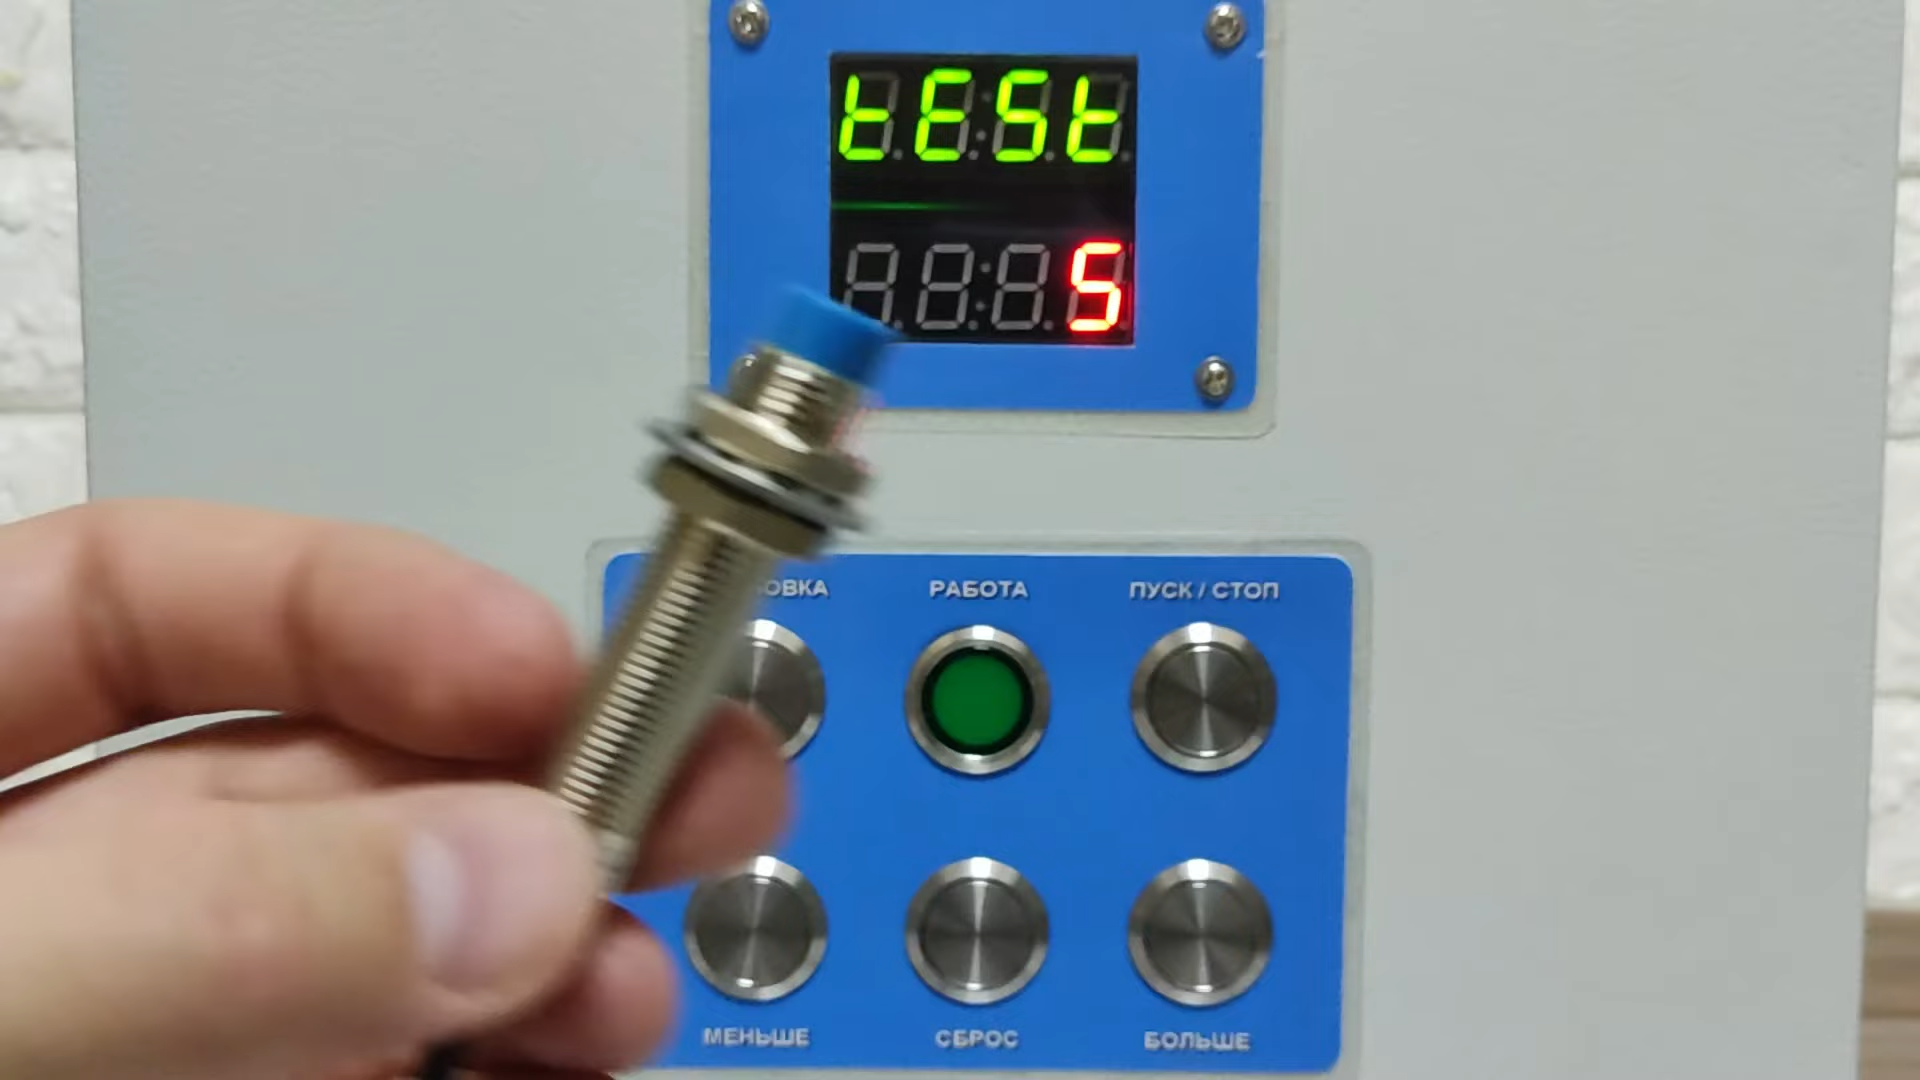 tESt
5
РАБОТА
ПУСК / СТОП
МЕНЬШЕ
СБРОС
БОЛЬШЕ